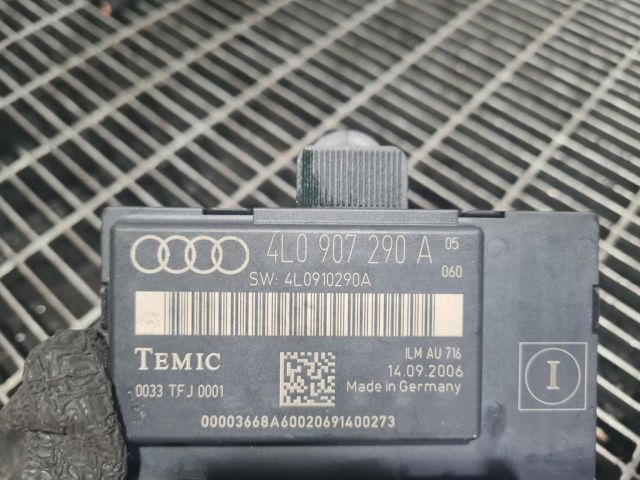 4L0 907 290 A 05
060
SW: 4L0910290A
TEMIC
ILM AU 716
14.09.2006
0033 TFJ 0001
Made in Germany
I
00003668A60020691400273